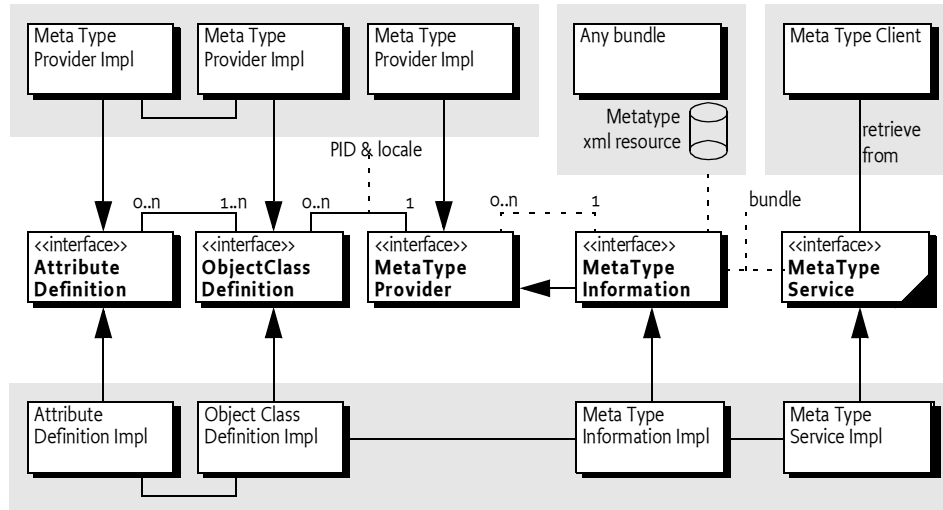 Meta Type
Provider Impl
Meta Type
Provider Impl
Meta Type
Provider Impl
Any bundle
Meta Type Client
Metatype
xml resource
retrieve
from
PID & locale
0..n
1..n
0..n
1
0..n
1
bundle
<<interface>>
Attribute
Definition
<<interface>>
ObjectClass
Definition
<<interface>>
MetaType
Provider
<<interface>>
MetaType
Information
<<interface>>
MetaType
Service
Attribute
Definition Impl
Object Class
Definition Impl
Meta Type
Information Impl
Meta Type
Service Impl